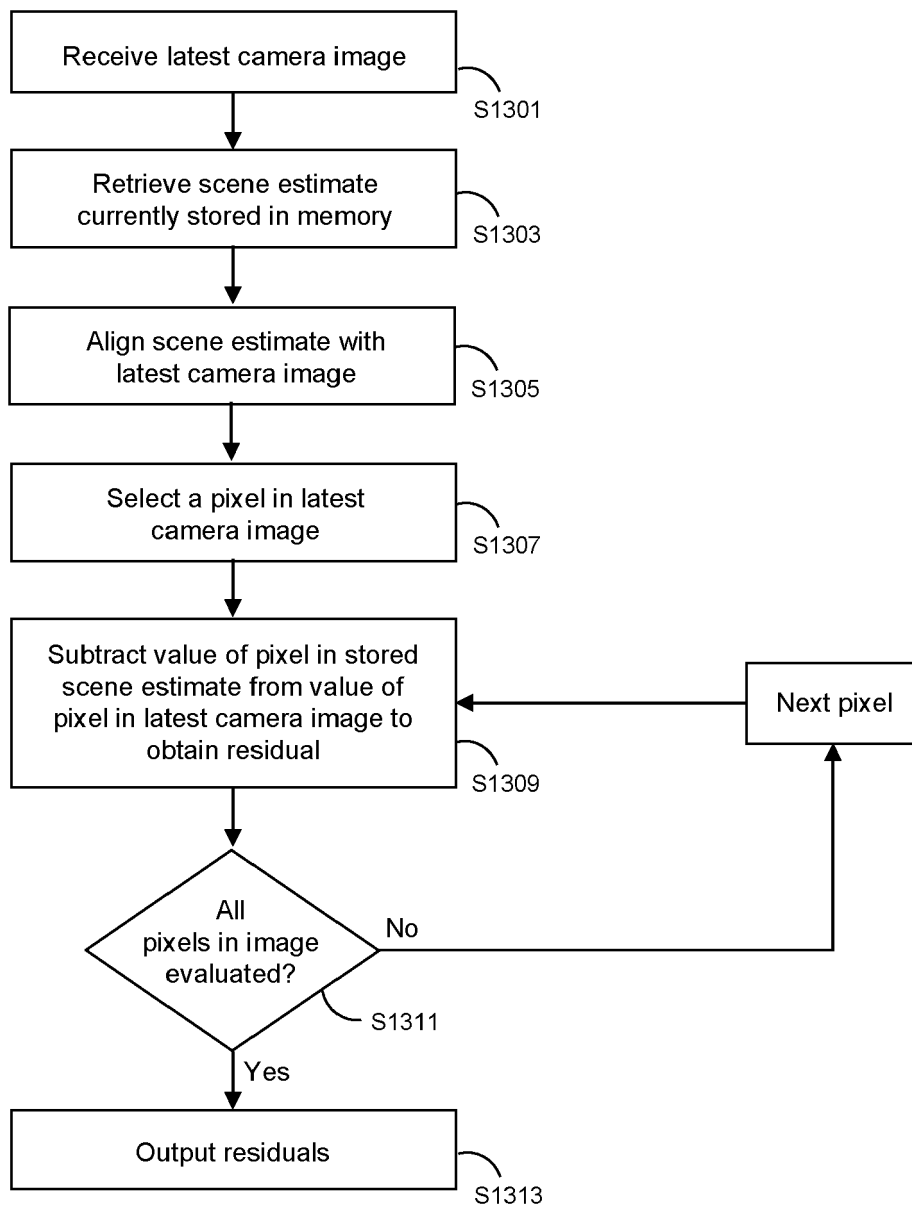 Receive latest camera image
S1301
Retrieve scene estimate
currently stored in memory
S1303
Align scene estimate with
latest camera image
S1305
Select a pixel in latest
camera image
S1307
Subtract value of pixel in stored
scene estimate from value of
pixel in latest camera image to
obtain residual
S1309
Next pixel
All
pixels in image
evaluated?
No
S1311
Yes
Output residuals
S1313